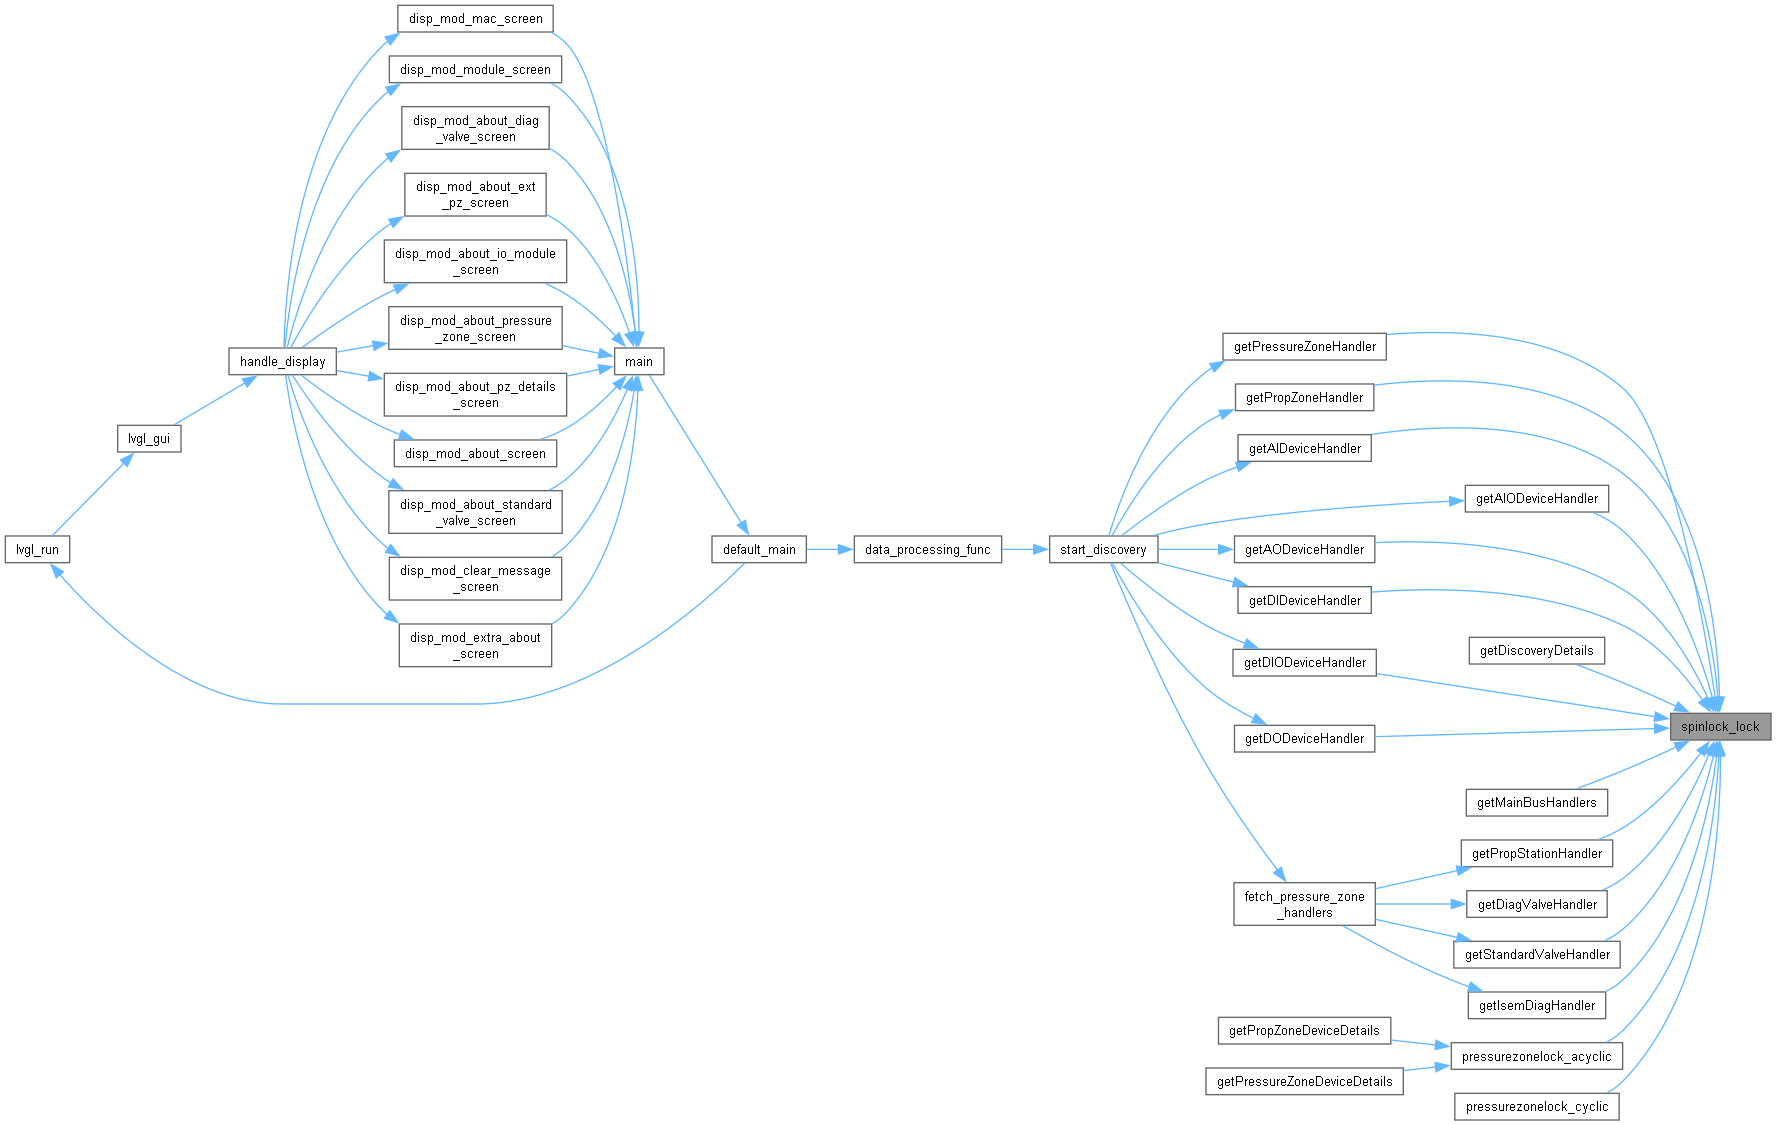 disp_mod_mac_screen
disp_mod_module_screen
disp_mod_about_diag
_valve_screen
disp_mod_about_ext
_pz_screen
disp_mod_about_io_module
_screen
disp_mod_about_pressure
_zone_screen
handle_display
main
disp_mod_about_pz_details
_screen
lvgl_gui
disp_mod_about_screen
disp_mod_about_standard
_valve_screen
lvgl_run
disp_mod_clear_message
_screen
disp_mod_extra_about
_screen
default_main
data_processing_func
start_discovery
getPressureZoneHandler
getPropZoneHandler
getAIDeviceHandler
getAIODeviceHandler
getAODeviceHandler
getDIDeviceHandler
getDiscoveryDetails
getDIODeviceHandler
spinlock_lock
getDODeviceHandler
getMainBusHandlers
getPropStationHandler
fetch_pressure_zone
_handlers
getDiagValveHandler
getStandardValveHandler
getIsemDiagHandler
getPropZoneDeviceDetails
pressurezonelock_acyclic
getPressureZoneDeviceDetails
pressurezonelock_cyclic